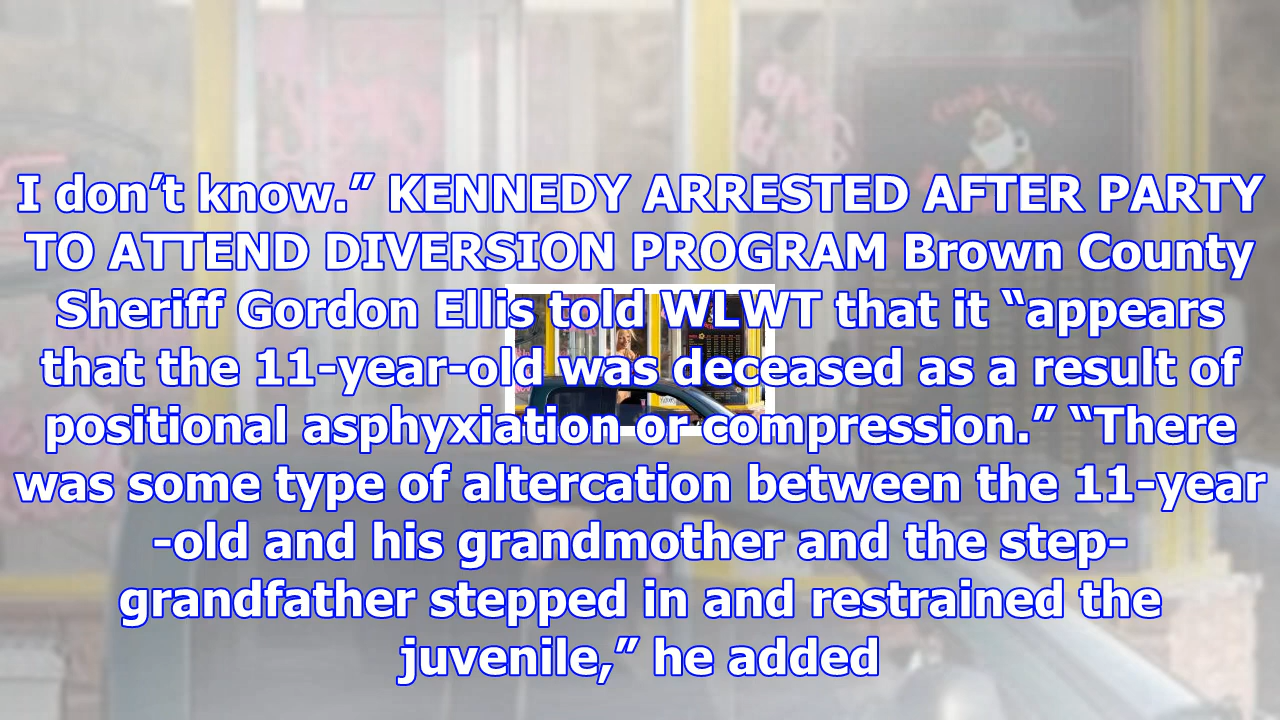 I don’t know.” KENNEDY ARRESTED AFTER PARTY
TO ATTEND DIVERSION PROGRAM Brown County
Sheriff Gordon Ellis told WLWT that it “appears
that the 11-year-old was deceased as a result of
positional asphyxiation or compression.” “There
was some type of altercation between the 11-year
-old and his grandmother and the step-
grandfather stepped in and restrained the
juvenile,” he added